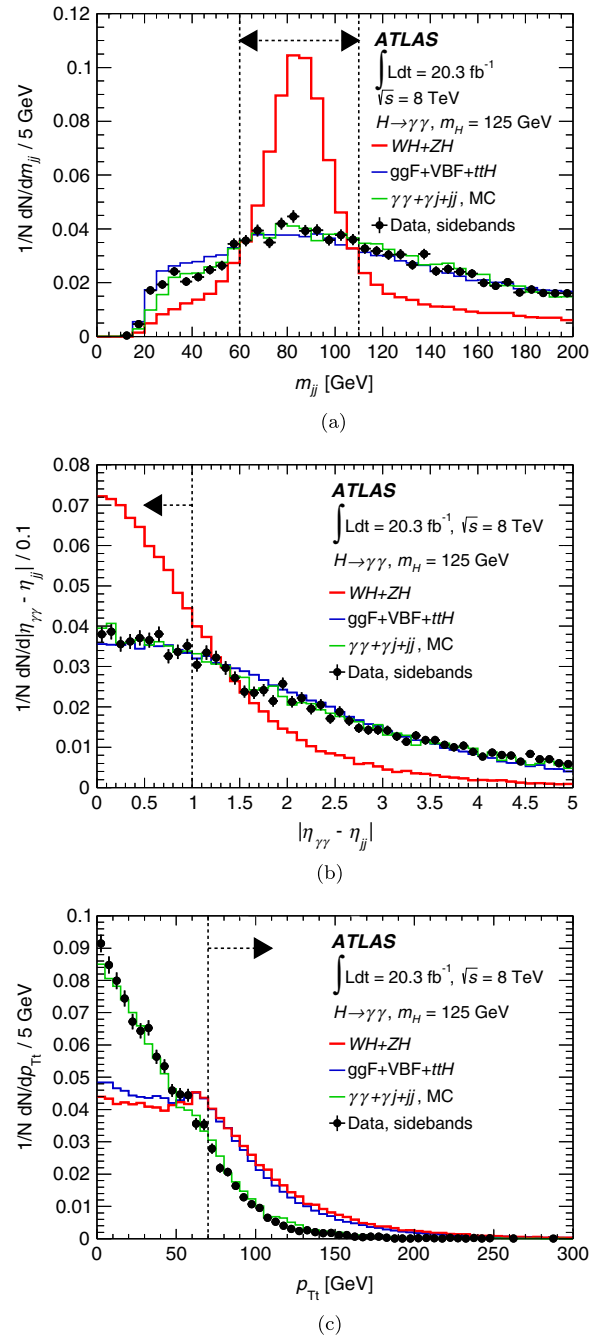 0.12
0.1
0.08
0.06
0.04
0.02
0
1/N dN/dm_jj / 5 GeV
ATLAS
∫Ldt = 20.3 fb⁻¹
√s = 8 TeV
H→γγ, m_H = 125 GeV
WH+ZH
ggF+VBF+ttH
γγ+γj+jj, MC
Data, sidebands
0 20 40 60 80 100 120 140 160 180 200
m_jj [GeV]
(a)
0.08
0.07
0.06
0.05
0.04
0.03
0.02
0.01
0
1/N dN/d|η_γγ - η_jj| / 0.1
ATLAS
∫Ldt = 20.3 fb⁻¹, √s = 8 TeV
H→γγ, m_H = 125 GeV
WH+ZH
ggF+VBF+ttH
γγ+γj+jj, MC
Data, sidebands
0 0.5 1 1.5 2 2.5 3 3.5 4 4.5 5
|η_γγ - η_jj|
(b)
0.1
0.09
0.08
0.07
0.06
0.05
0.04
0.03
0.02
0.01
0
1/N dN/dp_Tt / 5 GeV
ATLAS
∫Ldt = 20.3 fb⁻¹, √s = 8 TeV
H→γγ, m_H = 125 GeV
WH+ZH
ggF+VBF+ttH
γγ+γj+jj, MC
Data, sidebands
0 50 100 150 200 250 300
p_Tt [GeV]
(c)